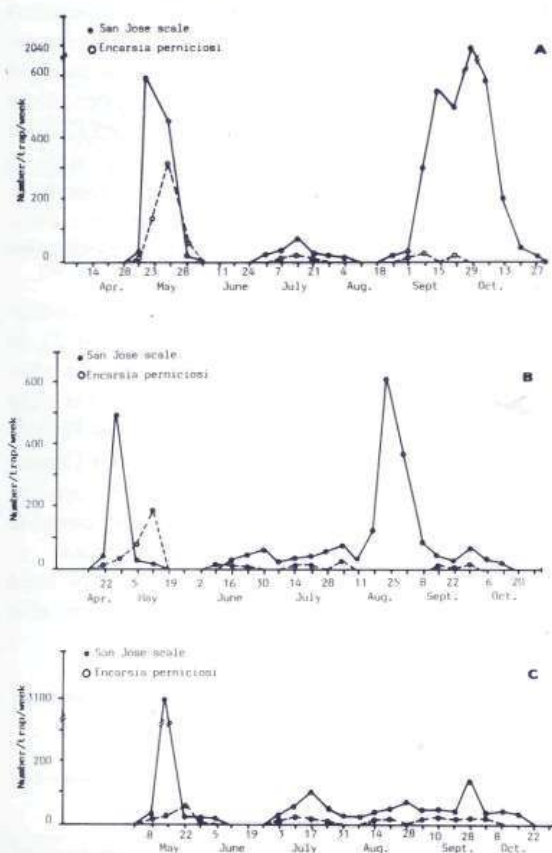 ● San Jose scale
○ Encarsia perniciosi
A
2040
600
400
200
0
Number/trap/week
14 28 23 28 11 24 7 21 4 18 1 15 29 13 27
Apr. May June July Aug. Sept Oct.
● San Jose scale
○ Encarsia perniciosi
B
600
400
200
0
Number/trap/week
22 5 19 2 16 30 14 28 11 25 8 22 6 20
Apr. May June July Aug. Sept. Oct.
● San Jose scale
○ Encarsia perniciosi
C
3100
200
0
Number/trap/week
8 22 5 19 3 17 31 14 28 10 28 8 22
May June July Aug. Sept. Oct.